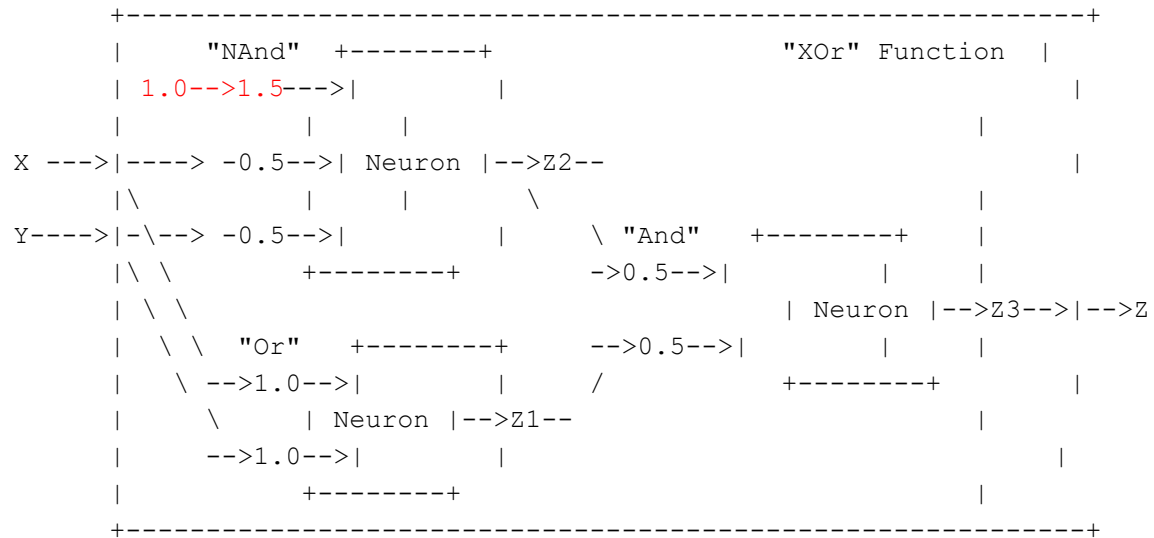 +------------------------------------------------------------+
|     "NAnd"  +--------+                  "XOr" Function  |
| 1.0-->1.5--->|        |                                   |
|           |     |                                   |
X --->|----> -0.5-->| Neuron |-->Z2--                             |
|\          |     |       \                           |
Y---->|-\--> -0.5-->|        |     \ "And"   +--------+    |
|\ \        +--------+        ->0.5-->|        |     |
| \ \                                     | Neuron |-->Z3-->|-->Z
|  \ \  "Or"   +--------+     -->0.5-->|        |     |
|   \ -->1.0-->|        |     /           +--------+        |
|     \     | Neuron |-->Z1--                         |
|     -->1.0-->|        |                                  |
|           +--------+                                |
+------------------------------------------------------------+